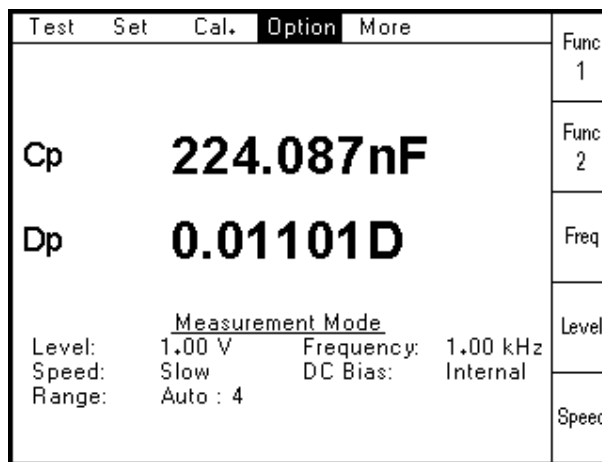 Test Set Cal. Option More
Cp 224.087nF
Dp 0.01101D
Measurement Mode
Level: 1.00 V Frequency: 1.00 kHz
Speed: Slow DC Bias: Internal
Range: Auto : 4
Func
1
Func
2
Freq
Level
Speed